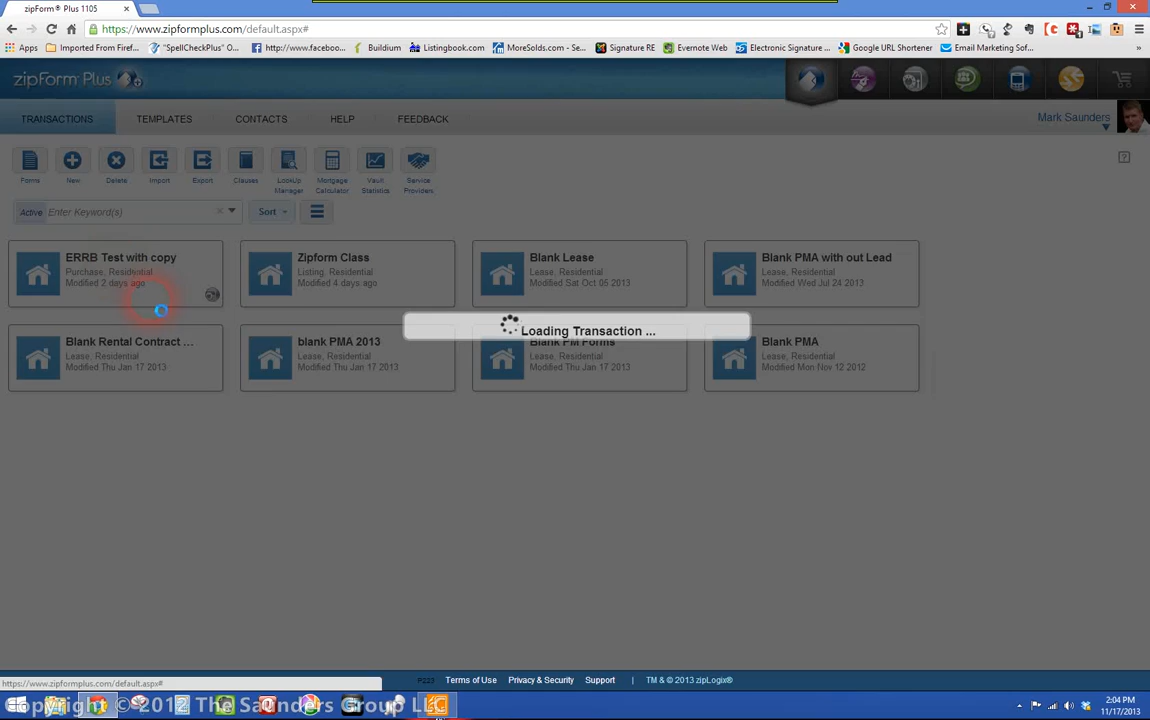 zipForm® Plus 1105
https://www.zipformplus.com/default.aspx#
Apps Imported From Firef... "SpellCheckPlus" O... http://www.faceboo... Buildium Listingbook.com MoreSolds.com - Se... Signature RE Evernote Web Electronic Signature ... Google URL Shortener Email Marketing Sof... »
zipForm Plus
TRANSACTIONS TEMPLATES CONTACTS HELP FEEDBACK Mark Saunders
Forms New Delete Import Export Clauses LookUp Manager Mortgage Calculator Vault Statistics Service Providers
Active Enter Keyword(s) Sort
ERRB Test with copy
Purchase, Residential
Modified 2 days ago
Zipform Class
Listing, Residential
Modified 4 days ago
Blank Lease
Lease, Residential
Modified Sat Oct 05 2013
Blank PMA with out Lead
Lease, Residential
Modified Wed Jul 24 2013
Loading Transaction ...
Blank Rental Contract ...
Lease, Residential
Modified Thu Jan 17 2013
blank PMA 2013
Lease, Residential
Modified Thu Jan 17 2013
Blank PM Forms
Lease, Residential
Modified Thu Jan 17 2013
Blank PMA
Lease, Residential
Modified Mon Nov 12 2012
Terms of Use Privacy & Security Support | TM & © 2013 zipLogix®
https://www.zipformplus.com/default.aspx#
Copyright © 2012 The Saunders Group LLC
2:04 PM
11/17/2013